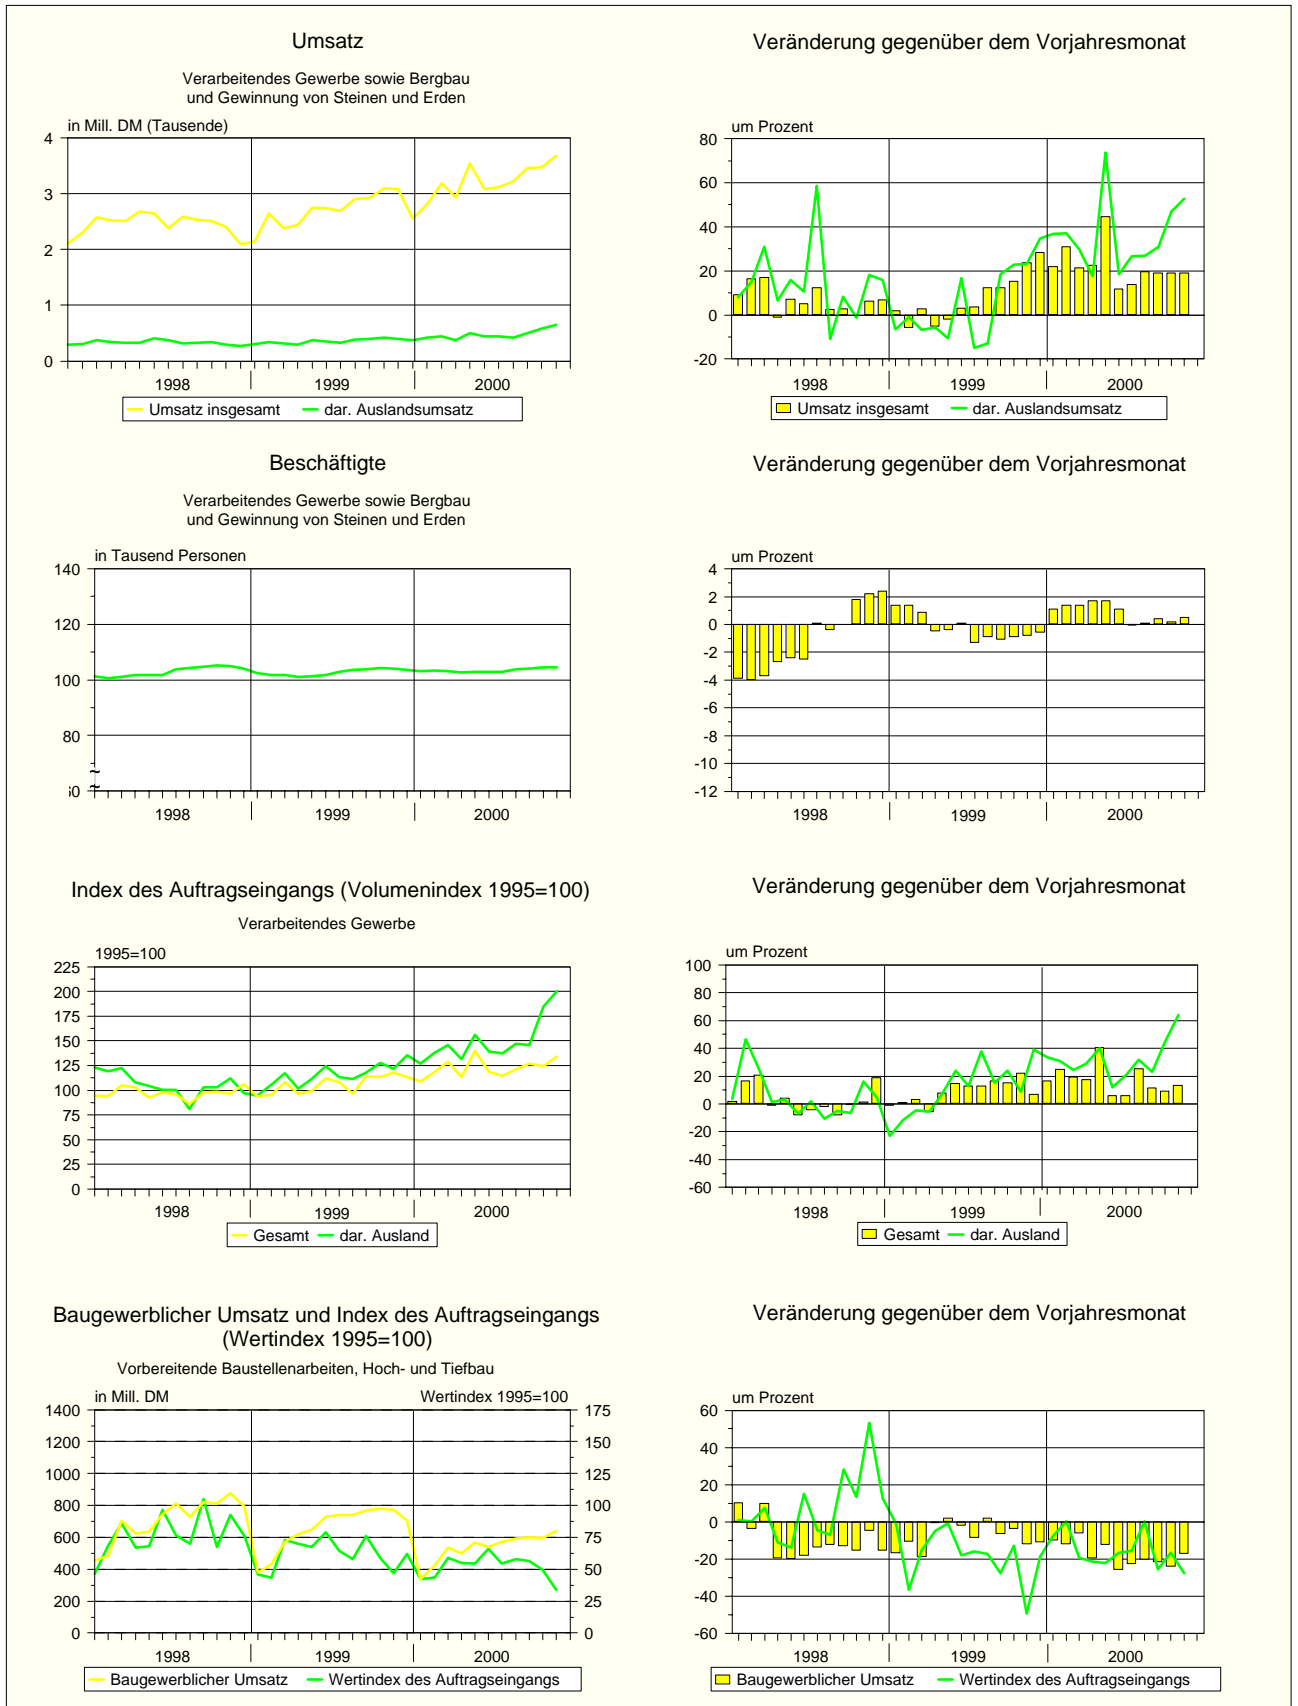 Umsatz
Verarbeitendes Gewerbe sowie Bergbau
und Gewinnung von Steinen und Erden
in Mill. DM (Tausende)
4
3
2
1
0
1998
1999
2000
Umsatz insgesamt
dar. Auslandsumsatz
Veränderung gegenüber dem Vorjahresmonat
um Prozent
80
60
40
20
0
-20
1998
1999
2000
Umsatz insgesamt
dar. Auslandsumsatz
Beschäftigte
Verarbeitendes Gewerbe sowie Bergbau
und Gewinnung von Steinen und Erden
in Tausend Personen
140
120
100
80
~
~
0
1998
1999
2000
Veränderung gegenüber dem Vorjahresmonat
um Prozent
4
2
0
-2
-4
-6
-8
-10
-12
1998
1999
2000
Index des Auftragseingangs (Volumenindex 1995=100)
Verarbeitendes Gewerbe
1995=100
225
200
175
150
125
100
75
50
25
0
1998
1999
2000
Gesamt
dar. Ausland
Veränderung gegenüber dem Vorjahresmonat
um Prozent
100
80
60
40
20
0
-20
-40
-60
1998
1999
2000
Gesamt
dar. Ausland
Baugewerblicher Umsatz und Index des Auftragseingangs
(Wertindex 1995=100)
Vorbereitende Baustellenarbeiten, Hoch- und Tiefbau
in Mill. DM
Wertindex 1995=100
1400
1200
1000
800
600
400
200
0
175
150
125
100
75
50
25
0
1998
1999
2000
Baugewerblicher Umsatz
Wertindex des Auftragseingangs
Veränderung gegenüber dem Vorjahresmonat
um Prozent
60
40
20
0
-20
-40
-60
1998
1999
2000
Baugewerblicher Umsatz
Wertindex des Auftragseingangs